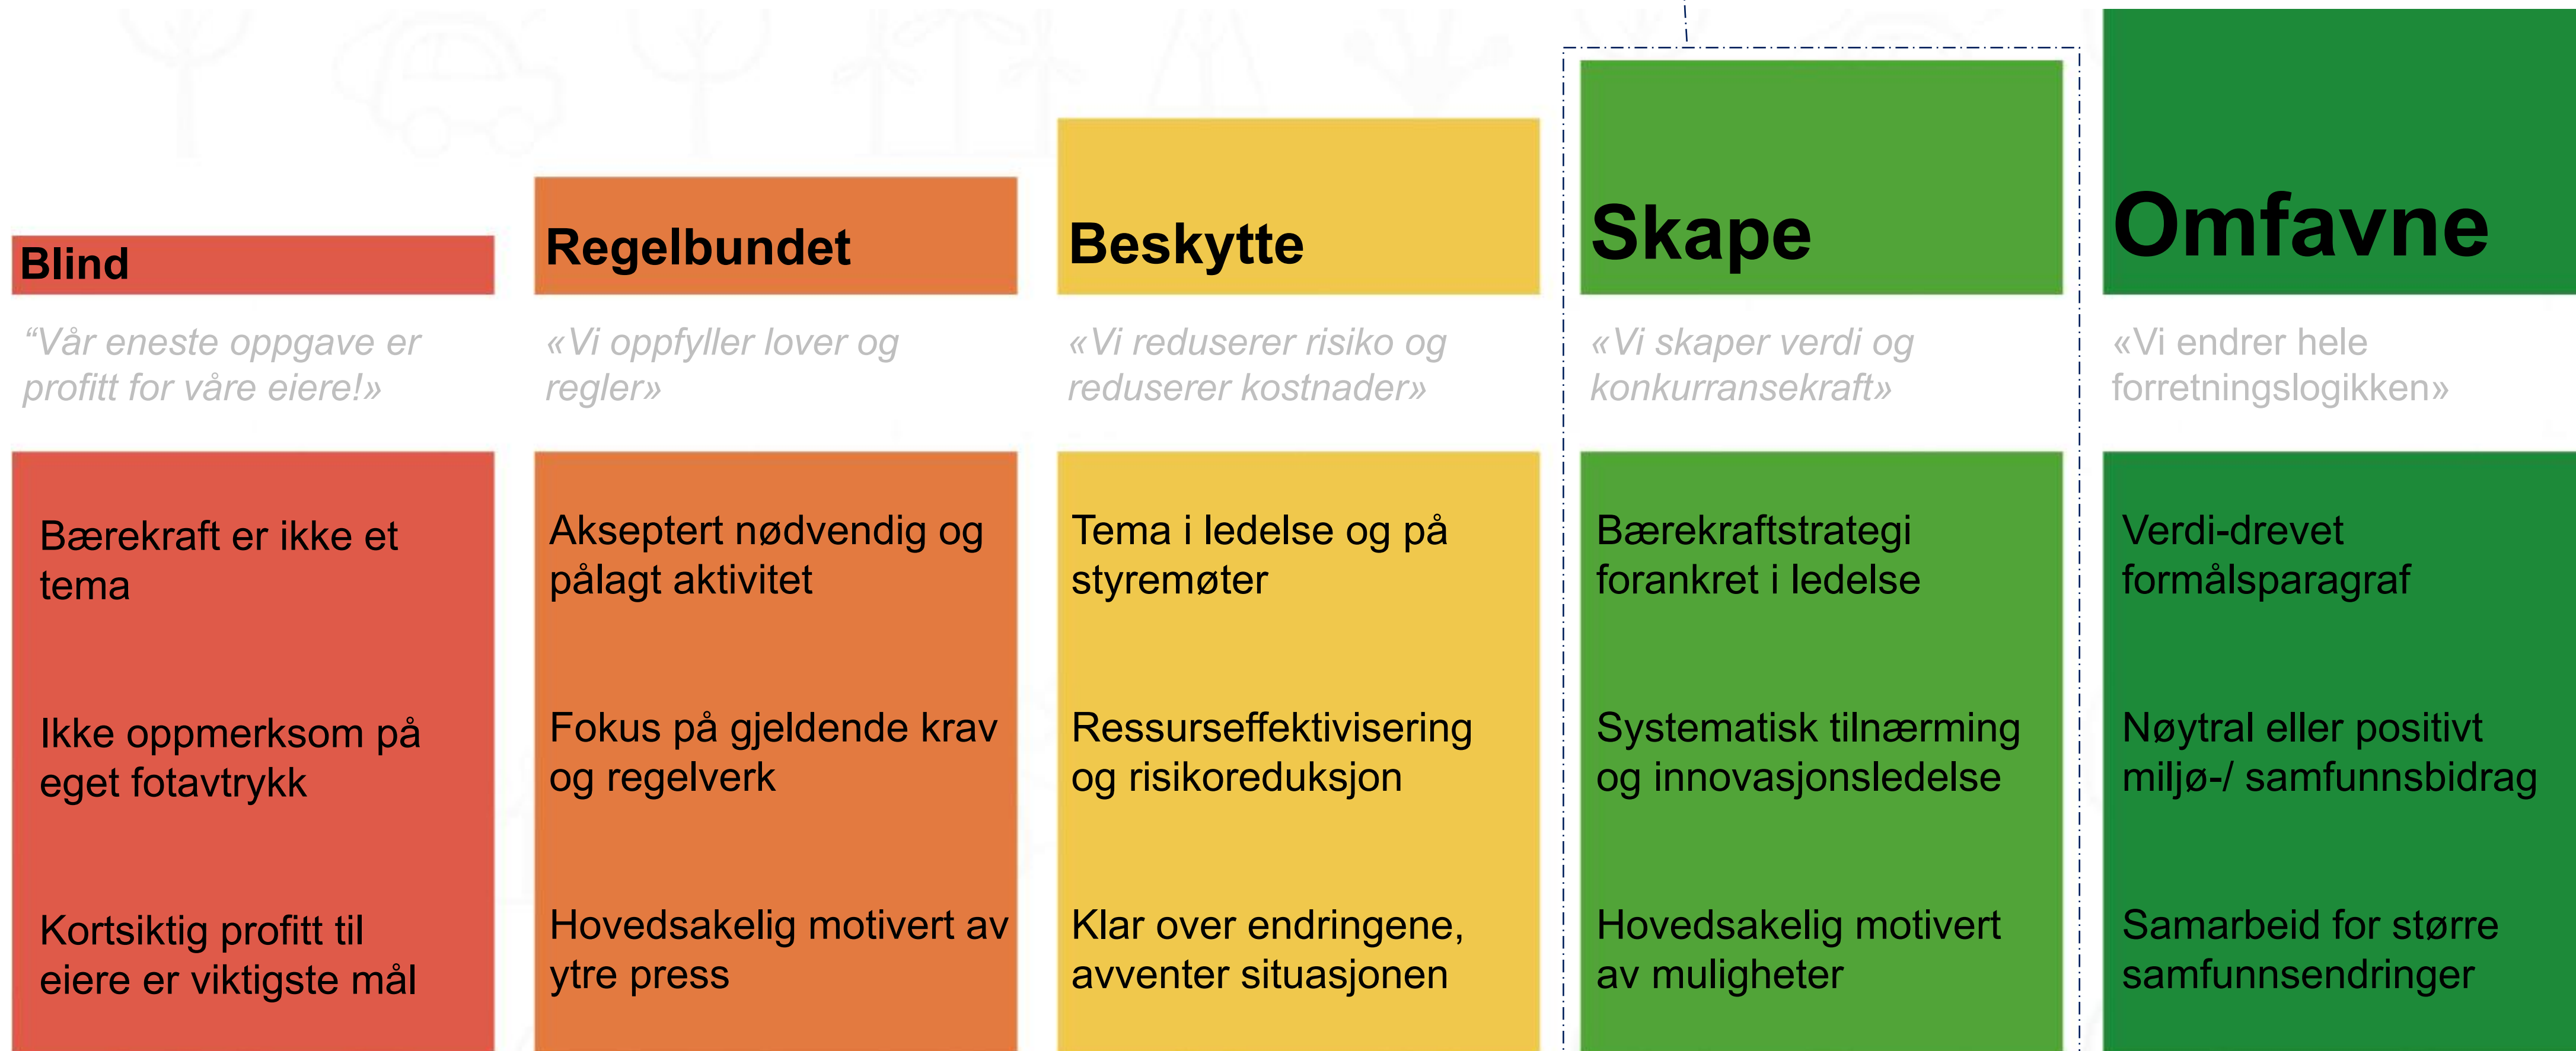 Blind
“Vår eneste oppgave er
profitt for våre eiere!»
Bærekraft er ikke et
tema
Ikke oppmerksom på
eget fotavtrykk
Kortsiktig profitt til
eiere er viktigste mål
Regelbundet
«Vi oppfyller lover og
regler»
Akseptert nødvendig og
pålagt aktivitet
Fokus på gjeldende krav
og regelverk
Hovedsakelig motivert av
ytre press
Beskytte
«Vi reduserer risiko og
reduserer kostnader»
Tema i ledelse og på
styremøter
Ressurseffektivisering
og risikoreduksjon
Klar over endringene,
avventer situasjonen
Skape
«Vi skaper verdi og
konkurransekraft»
Bærekraftstrategi
forankret i ledelse
Systematisk tilnærming
og innovasjonsledelse
Hovedsakelig motivert
av muligheter
Omfavne
«Vi endrer hele
forretningslogikken»
Verdi-drevet
formålsparagraf
Nøytral eller positivt
miljø-/ samfunnsbidrag
Samarbeid for større
samfunnsendringer